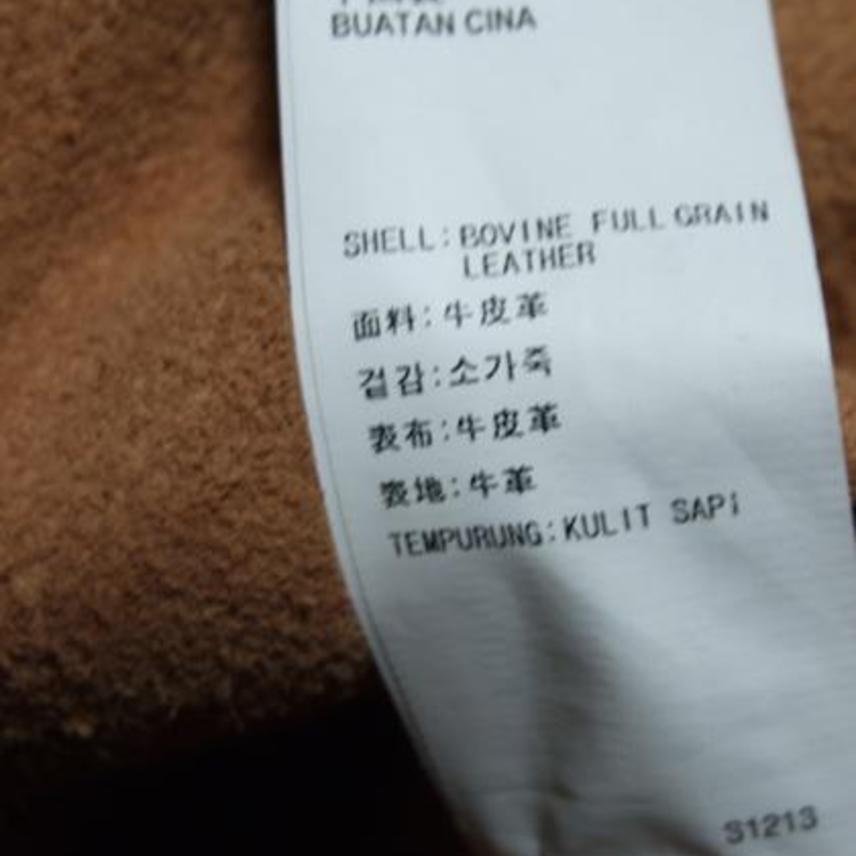 BUATAN CINA
SHELL: BOVINE FULL GRAIN
LEATHER
面料: 牛皮革
겉감: 소가죽
表布: 牛皮革
表地: 牛革
TEMPURUNG: KULIT SAPi
S1213